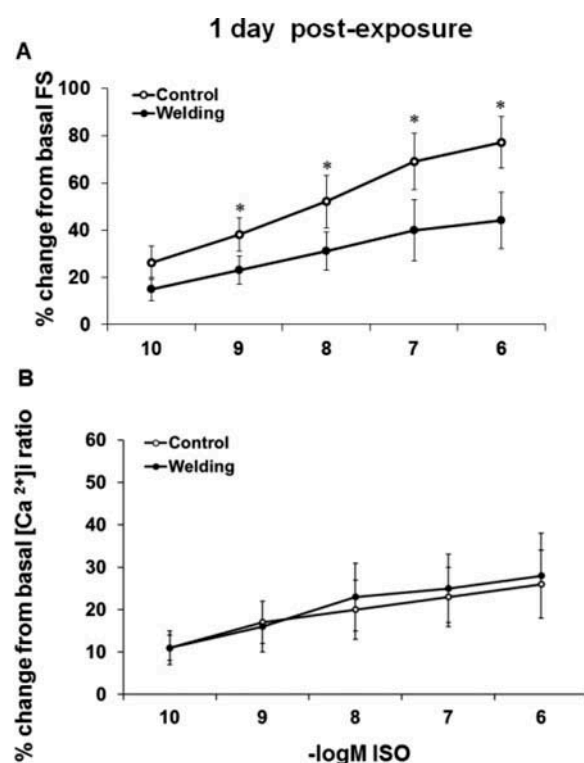 1 day post-exposure
A
% change from basal FS
100
80
60
40
20
0
Control
Welding
*
*
*
*
10 9 8 7 6
B
% change from basal [Ca 2+]i ratio
60
50
40
30
20
10
0
Control
Welding
10 9 8 7 6
-logM ISO